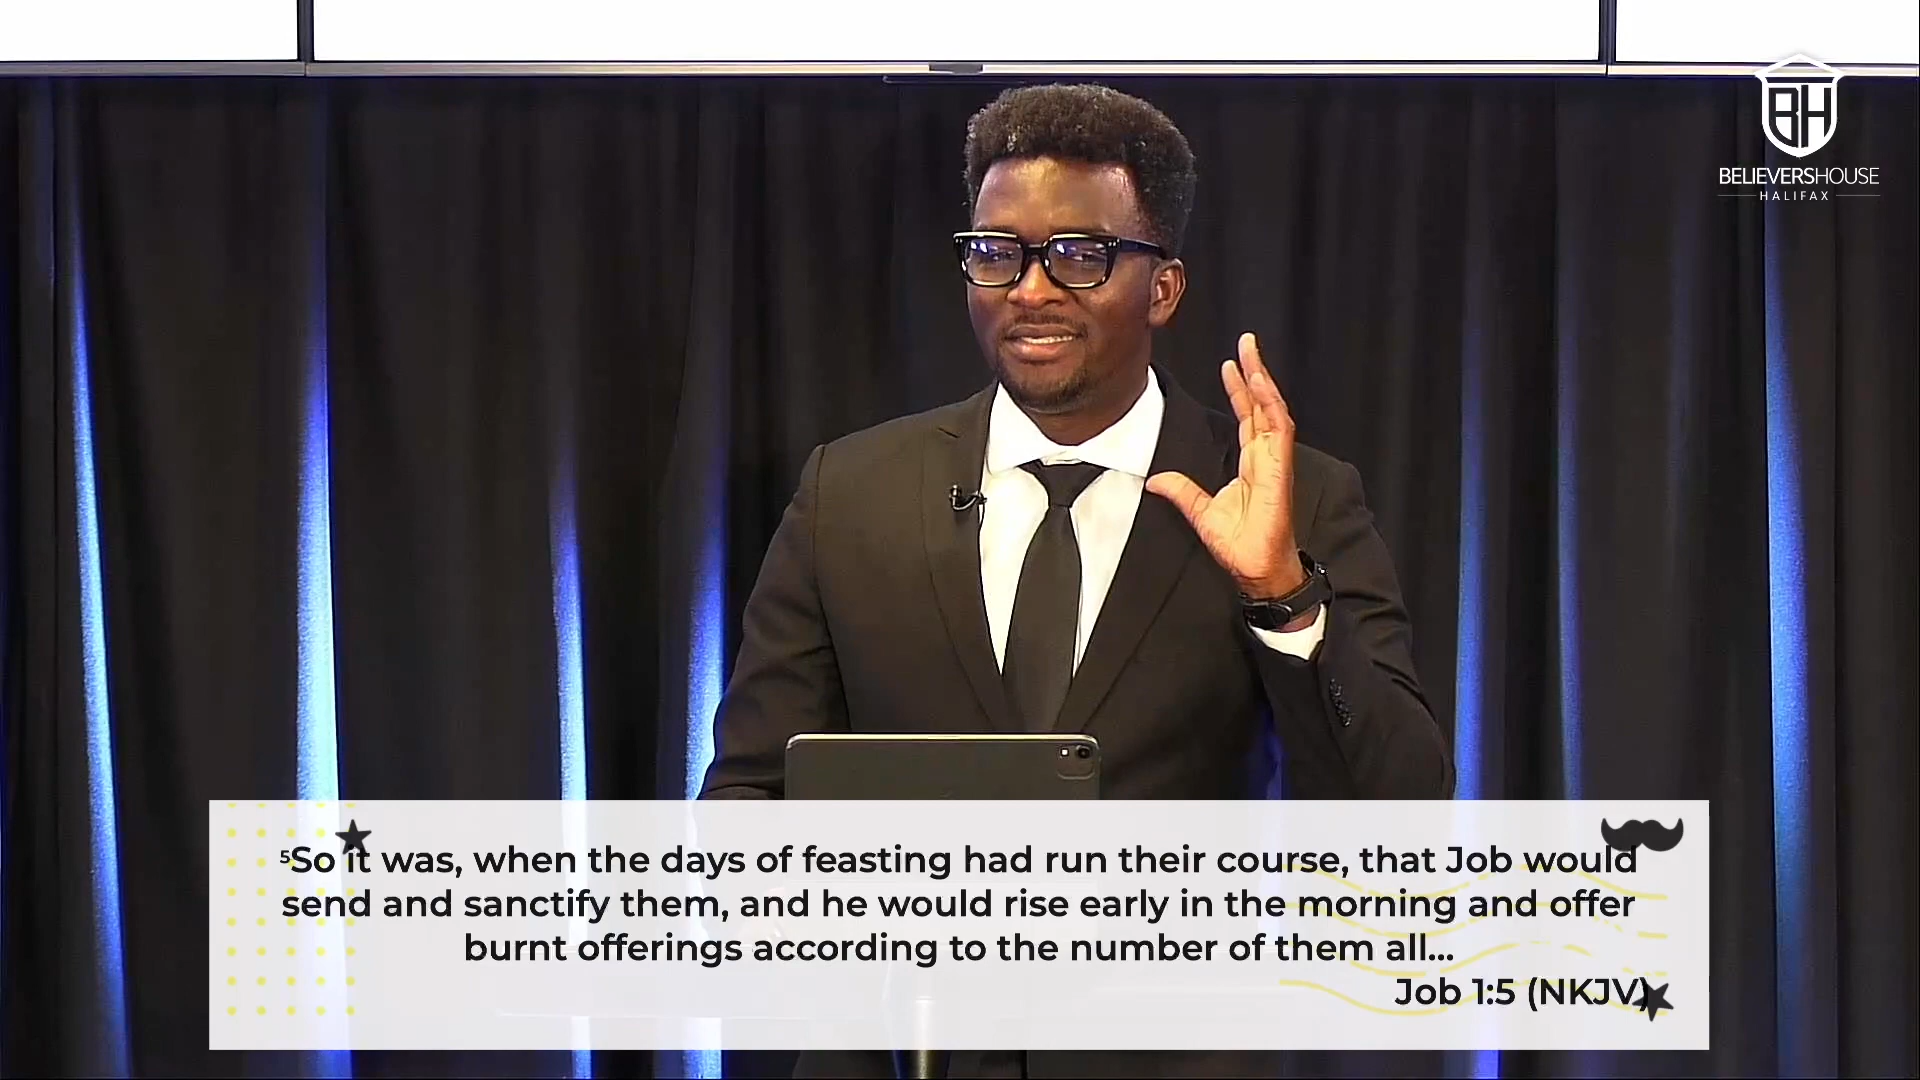 BH
BELIEVERSHOUSE
HALIFAX
5So it was, when the days of feasting had run their course, that Job would
send and sanctify them, and he would rise early in the morning and offer
burnt offerings according to the number of them all...
Job 1:5 (NKJV)